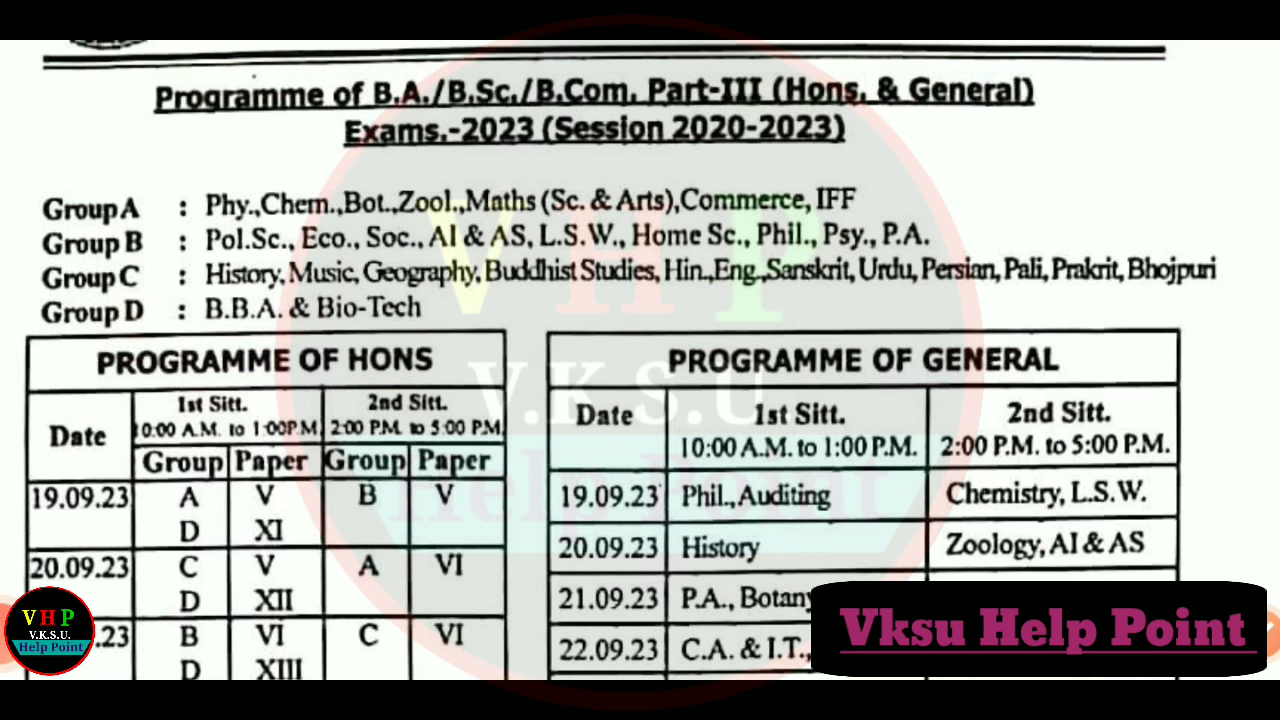 Programme of B.A./B.Sc./B.Com. Part-III (Hons. & General)
Exams.-2023 (Session 2020-2023)
Group A : Phy.,Chem.,Bot.,Zool.,Maths (Sc. & Arts),Commerce, IFF
Group B : Pol.Sc., Eco., Soc., AI & AS, L.S.W., Home Sc., Phil., Psy., P.A.
Group C : History, Music, Geography, Buddhist Studies, Hin.,Eng.,Sanskrit, Urdu, Persian, Pali, Prakrit, Bhojpuri
Group D : B.B.A. & Bio-Tech
PROGRAMME OF HONS
Date
1st Sitt. 2nd Sitt.
10:00 A.M. to 1:00P.M. 2:00 P.M. to 5:00 P.M.
Group Paper Group Paper
19.09.23 A V B V
D XI
20.09.23 C V A VI
D XII
.23 B VI C VI
D XIII
PROGRAMME OF GENERAL
Date 1st Sitt. 2nd Sitt.
10:00 A.M. to 1:00 P.M. 2:00 P.M. to 5:00 P.M.
19.09.23 Phil., Auditing Chemistry, L.S.W.
20.09.23 History Zoology, AI & AS
21.09.23 P.A., Botany
22.09.23 C.A. & I.T.,
VHP
V.K.S.U
Help Point
VHP
V.K.S.U.
Help Point
Vksu Help Point